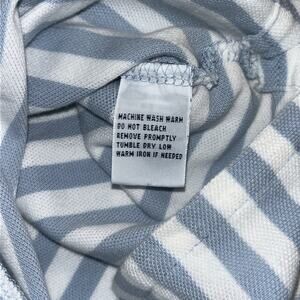 MACHINE WASH WARM
DO NOT BLEACH
REMOVE PROMPTLY
TUMBLE DRY LOW
WARM IRON IF NEEDED